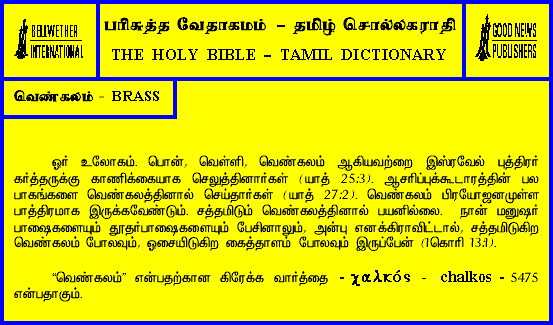 BELLWETHER
INTERNATIONAL
பரிசுத்த வேதாகமம் – தமிழ் சொல்லகராதி
THE HOLY BIBLE – TAMIL DICTIONARY
GOOD NEWS
PUBLISHERS
வெண்கலம் - BRASS
ஓர் உலோகம். பொன், வெள்ளி, வெண்கலம் ஆகியவற்றை இஸ்ரவேல் புத்திரர்
கர்த்தருக்கு காணிக்கையாக செலுத்தினார்கள் (யாத் 25:3). ஆசரிப்புக்கூடாரத்தின் பல
பாகங்களை வெண்கலத்தினால் செய்தார்கள் (யாத் 27:2). வெண்கலம் பிரயோஜனமுள்ள
பாத்திரமாக இருக்கவேண்டும். சத்தமிடும் வெண்கலத்தினால் பயனில்லை. நான் மனுஷர்
பாஷைகளையும் தூதர்பாஷைகளையும் பேசினாலும், அன்பு எனக்கிராவிட்டால், சத்தமிடுகிற
வெண்கலம் போலவும், ஓசையிடுகிற கைத்தாளம் போலவும் இருப்பேன் (1கொரி 13:1).
“வெண்கலம்” என்பதற்கான கிரேக்க வார்த்தை - χαλκός - chalkos - 5475
என்பதாகும்.